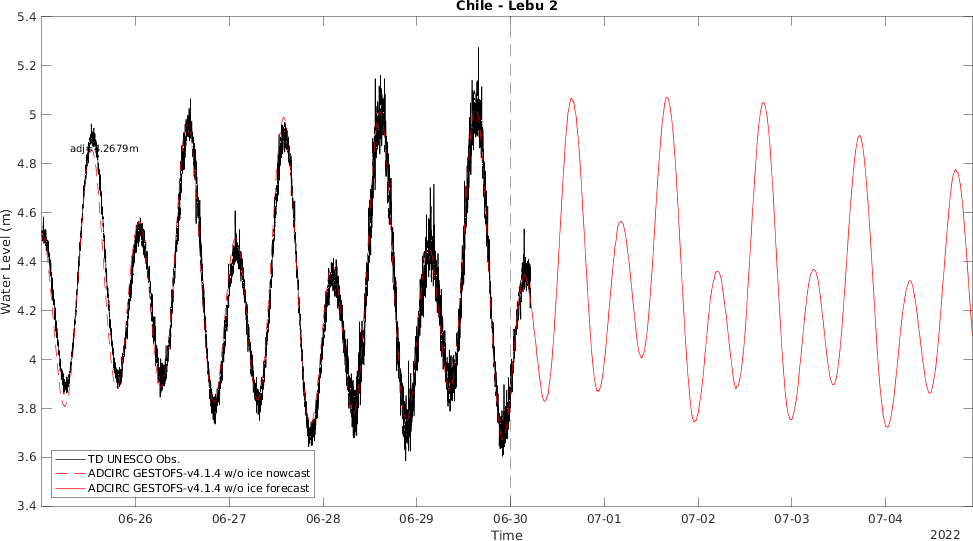 Chile - Lebu 2
5.4
5.2
5
4.8
4.6
4.4
4.2
4
3.8
3.6
3.4
Water Level (m)
adj=4.2679m
TD UNESCO Obs.
ADCIRC GESTOFS-v4.1.4 w/o ice nowcast
ADCIRC GESTOFS-v4.1.4 w/o ice forecast
06-26 06-27 06-28 06-29 06-30 07-01 07-02 07-03 07-04
Time
2022